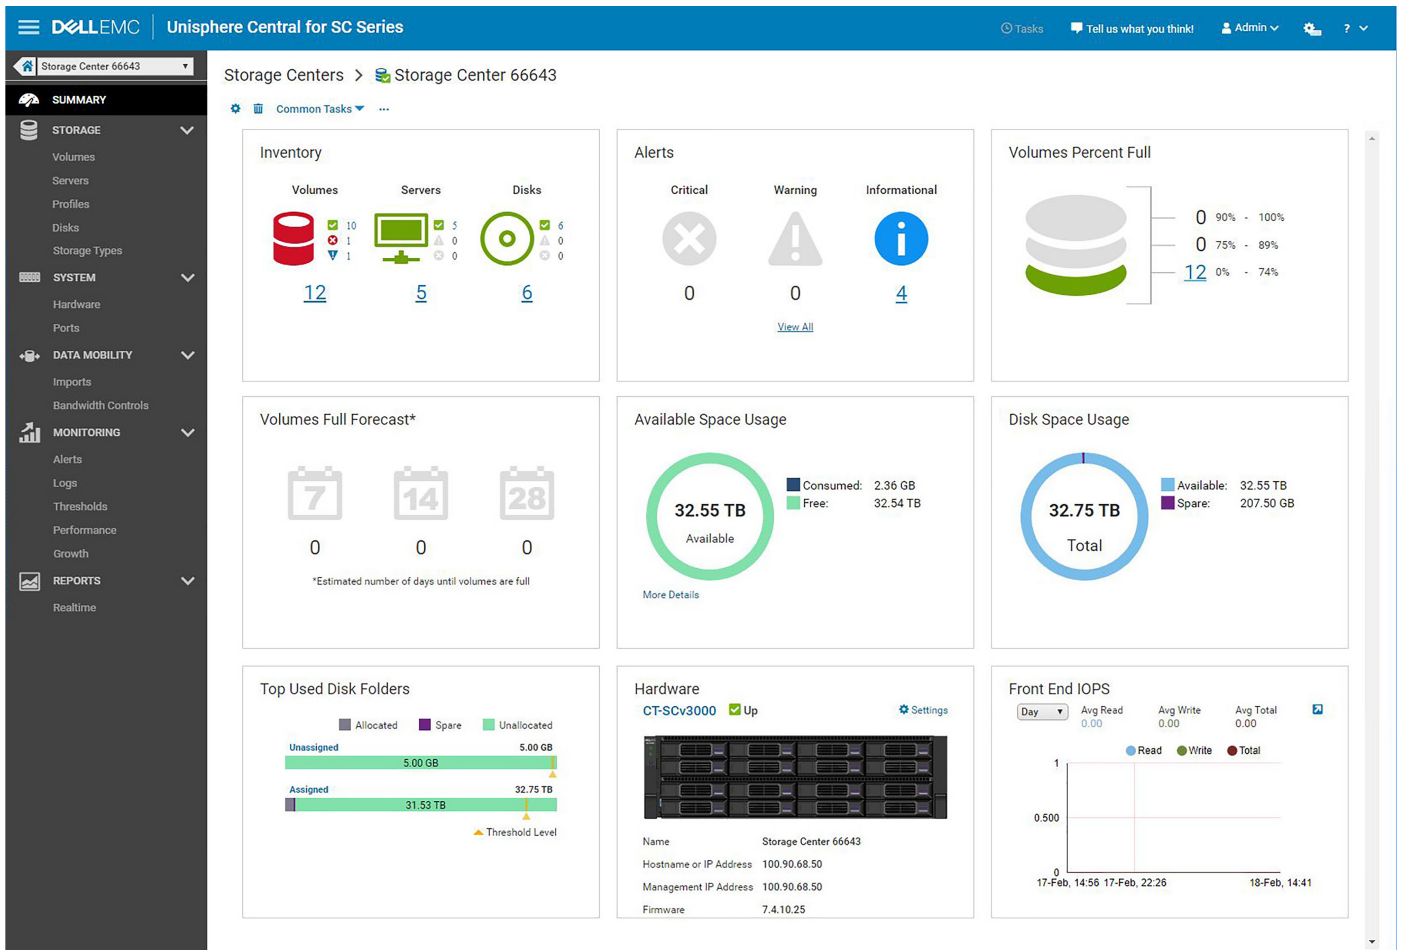 DELLEMC Unisphere Central for SC Series
Tasks Tell us what you think! Admin ?
Storage Center 66643
SUMMARY
STORAGE
Volumes
Servers
Profiles
Disks
Storage Types
SYSTEM
Hardware
Ports
DATA MOBILITY
Imports
Bandwidth Controls
MONITORING
Alerts
Logs
Thresholds
Performance
Growth
REPORTS
Realtime
Storage Centers > Storage Center 66643
Common Tasks ...
Inventory
Volumes Servers Disks
10 5 6
1 0 0
1 0 0
12 5 6
Alerts
Critical Warning Informational
0 0 4
View All
Volumes Percent Full
0 90% - 100%
0 75% - 89%
12 0% - 74%
Volumes Full Forecast*
7 14 28
0 0 0
*Estimated number of days until volumes are full
Available Space Usage
32.55 TB
Available
Consumed: 2.36 GB
Free: 32.54 TB
More Details
Disk Space Usage
32.75 TB
Total
Available: 32.55 TB
Spare: 207.50 GB
Top Used Disk Folders
Allocated Spare Unallocated
Unassigned 5.00 GB
5.00 GB
Assigned 32.75 TB
31.53 TB
Threshold Level
Hardware
CT-SCv3000 Up Settings
Name Storage Center 66643
Hostname or IP Address 100.90.68.50
Management IP Address 100.90.68.50
Firmware 7.4.10.25
Front End IOPS
Day Avg Read Avg Write Avg Total
0.00 0.00 0.00
Read Write Total
1
0.500
0
17-Feb, 14:56 17-Feb, 22:26 18-Feb, 14:41